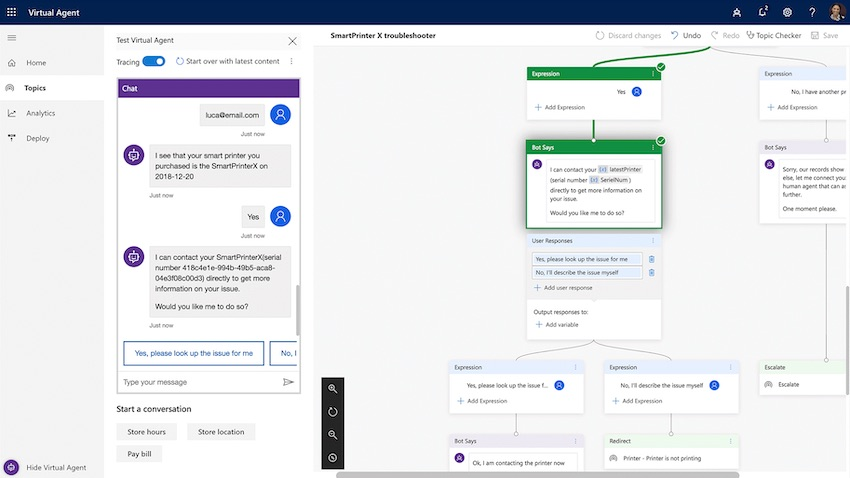 Virtual Agent
Home
Topics
Analytics
Deploy
Hide Virtual Agent
Test Virtual Agent
Tracing
Start over with latest content
Chat
luca@email.com
Just now
I see that your smart printer you
purchased is the SmartPrinterX on
2018-12-20
Just now
Yes
Just now
I can contact your SmartPrinterX(serial
number 418c4e1e-994b-49b5-aca8-
04e3f08c00d3) directly to get more
information on your issue.
Would you like me to do so?
Just now
Yes, please look up the issue for me
No, I
Type your message
Start a conversation
Store hours
Store location
Pay bill
SmartPrinter X troubleshooter
Discard changes
Undo
Redo
Topic Checker
Save
Expression
Yes
Add Expression
Bot Says
I can contact your {x} latestPrinter
(serial number {x} SerielNum )
directly to get more information on
your issue.
Would you like me to do so?
User Responses
Yes, please look up the issue for me
No, I'll describe the issue myself
Add user response
Output responses to:
Add variable
Expression
Yes, please look up the issue f...
Add Expression
Bot Says
Ok, I am contacting the printer now
Expression
No, I'll describe the issue myself
Add Expression
Redirect
Printer - Printer is not printing
Expression
No, I have another pr
Add Expression
Bot Says
Sorry, our records show
else, let me connect you
human agent that can as
further.
One moment please.
Escalate
Escalate